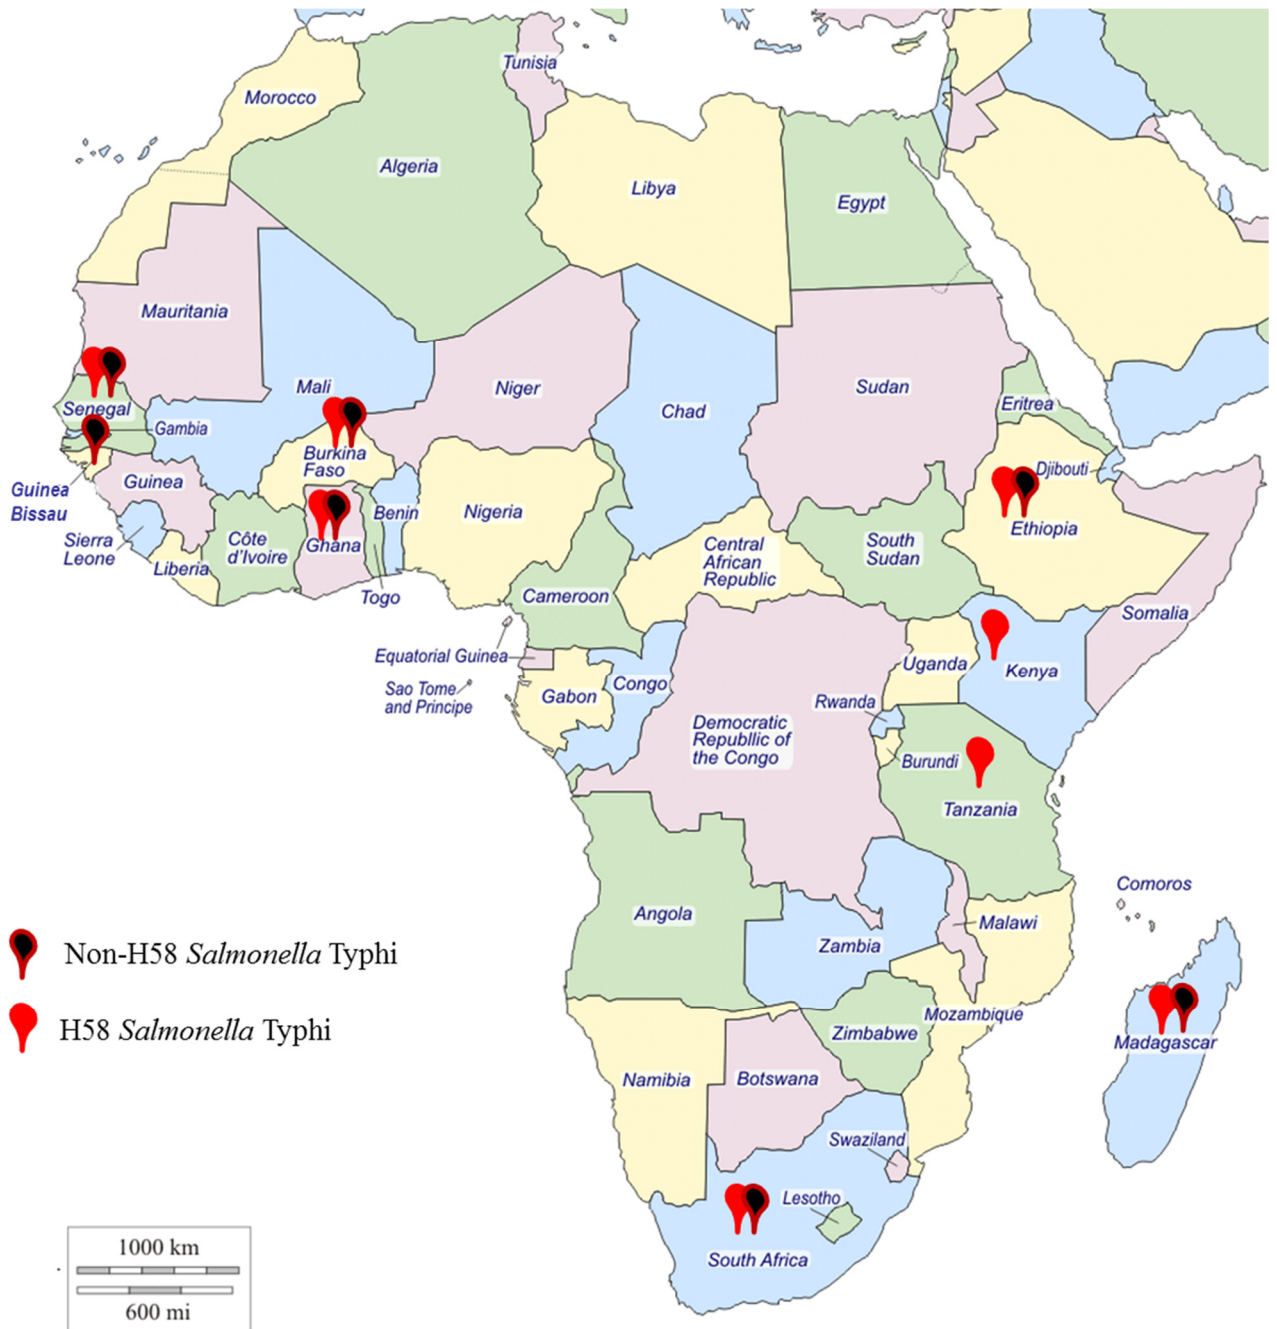 Tunisia
Morocco
Algeria
Libya
Egypt
Mauritania
Mali
Niger
Chad
Sudan
Eritrea
Senegal
Gambia
Burkina
Faso
Djibouti
Guinea
Guinea
Bissau
Benin
Nigeria
Ethiopia
Sierra
Leone
Côte
d'Ivoire
Ghana
South
Sudan
Central
African
Republic
Liberia
Togo
Cameroon
Somalia
Equatorial Guinea
Uganda
Kenya
Sao Tome
and Principe
Gabon
Congo
Rwanda
Democratic
Republlic of
the Congo
Burundi
Tanzania
Comoros
Angola
Malawi
Zambia
Non-H58 Salmonella Typhi
Mozambique
H58 Salmonella Typhi
Zimbabwe
Madagascar
Namibia
Botswana
Swaziland
Lesotho
South Africa
1000 km
600 mi